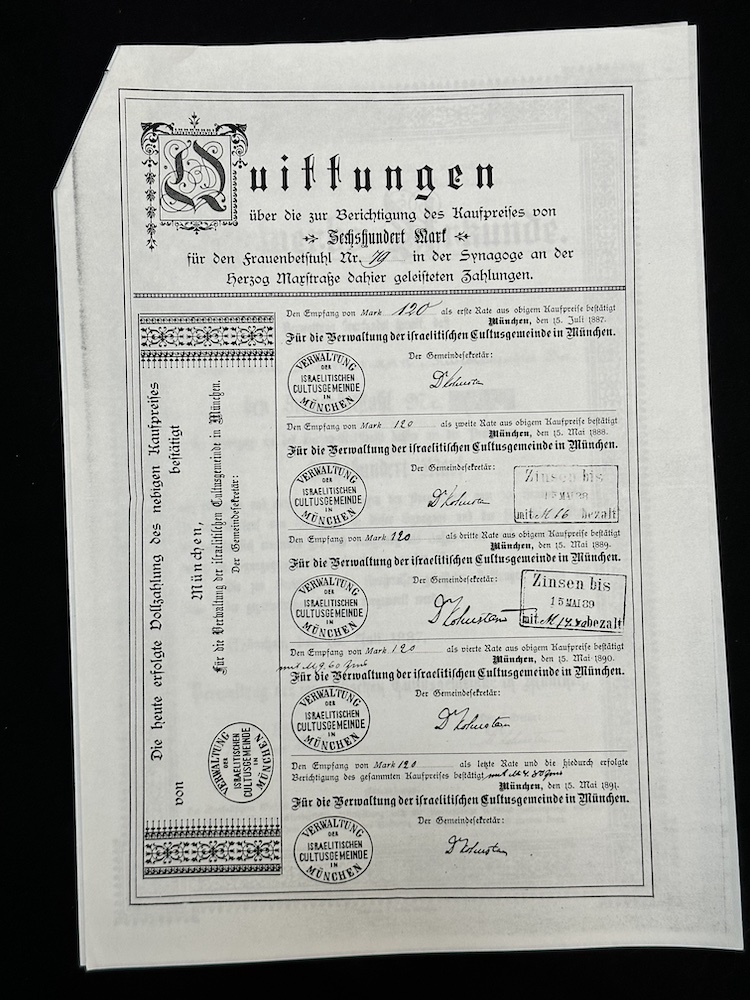 Quittungen
über die zur Berichtigung des Kaufpreises von
Sechshundert Mark
für den Frauenbetstuhl Nr. 79 in der Synagoge an der
Herzog Maxstraße dahier geleisteten Zahlungen.
Die heute erfolgte Vollzahlung des nebigen Kaufpreises
von bestätigt
München,
Für die Verwaltung der israelitischen Cultusgemeinde in München.
Der Gemeindesekretär:
VERWALTUNG
DER
ISRAELITISCHEN
CULTUSGEMEINDE
IN
MÜNCHEN
Den Empfang von Mark 120 als erste Rate aus obigem Kaufpreise bestätigt
München, den 15. Juli 1887.
Für die Verwaltung der israelitischen Cultusgemeinde in München.
Der Gemeindesekretär:
VERWALTUNG
DER
ISRAELITISCHEN
CULTUSGEMEINDE
IN
MÜNCHEN
Den Empfang von Mark 120 als zweite Rate aus obigem Kaufpreise bestätigt
München, den 15. Mai 1888.
Für die Verwaltung der israelitischen Cultusgemeinde in München.
Der Gemeindesekretär:
VERWALTUNG
DER
ISRAELITISCHEN
CULTUSGEMEINDE
IN
MÜNCHEN
Zinsen bis
15 MAI 89
mit M bezalt
Den Empfang von Mark 120 als dritte Rate aus obigem Kaufpreise bestätigt
München, den 15. Mai 1889.
Für die Verwaltung der israelitischen Cultusgemeinde in München.
Der Gemeindesekretär:
VERWALTUNG
DER
ISRAELITISCHEN
CULTUSGEMEINDE
IN
MÜNCHEN
Zinsen bis
15 MAI 89
mit M bezalt
Den Empfang von Mark 120 als vierte Rate aus obigem Kaufpreise bestätigt
mit M 9.60 München, den 15. Mai 1890.
Für die Verwaltung der israelitischen Cultusgemeinde in München.
Der Gemeindesekretär:
VERWALTUNG
DER
ISRAELITISCHEN
CULTUSGEMEINDE
IN
MÜNCHEN
Den Empfang von Mark 120 als letzte Rate und die hiedurch erfolgte
Berichtigung des gesammten Kaufpreises bestätigt mit M 4.80
München, den 15. Mai 1891.
Für die Verwaltung der israelitischen Cultusgemeinde in München.
Der Gemeindesekretär:
VERWALTUNG
DER
ISRAELITISCHEN
CULTUSGEMEINDE
IN
MÜNCHEN